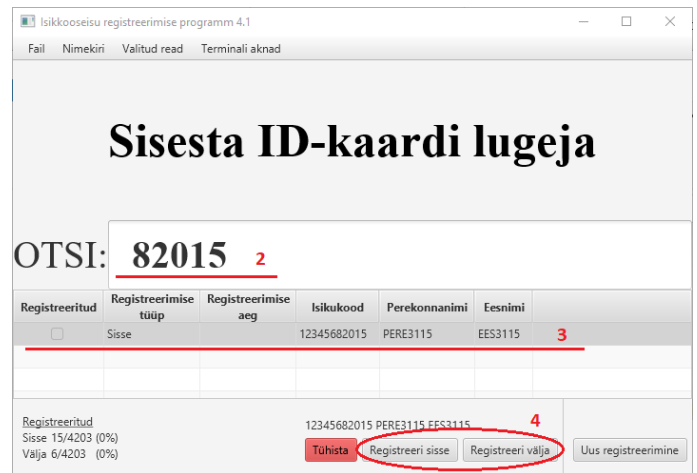 Isikkooseisu registreerimise programm 4.1
Fail Nimekiri Valitud read Terminali aknad
Sisesta ID-kaardi lugeja
OTSI: 82015 2
Registreeritud Registreerimise tüüp Registreerimise aeg Isikukood Perekonnanimi Eesnimi
Sisse 12345682015 PERE3115 EES3115 3
Registreeritud
Sisse 15/4203 (0%)
Välja 6/4203 (0%)
12345682015 PERE3115 EES3115 4
Tühista Registreeri sisse Registreeri välja Uus registreerimine